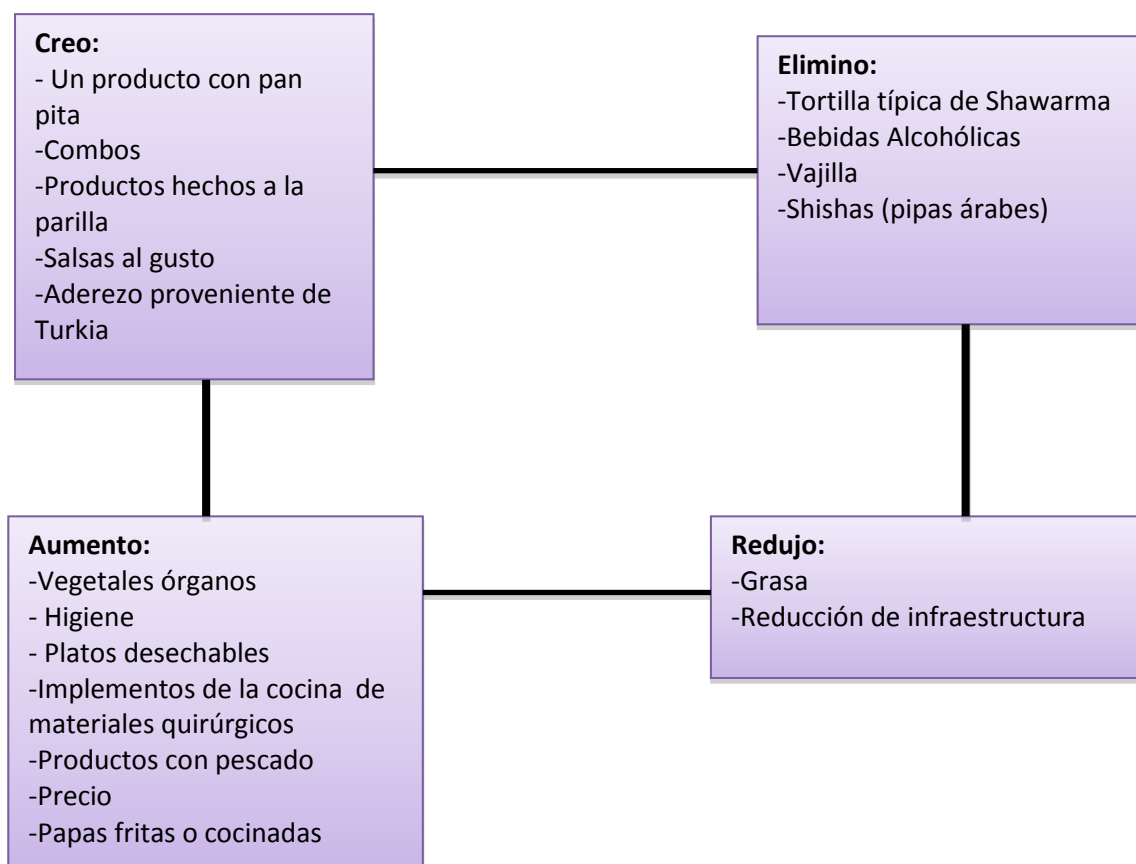 Creo:
- Un producto con pan
pita
-Combos
-Productos hechos a la
parilla
-Salsas al gusto
-Aderezo proveniente de
Turkia
Elimino:
-Tortilla típica de Shawarma
-Bebidas Alcohólicas
-Vajilla
-Shishas (pipas árabes)
Aumento:
-Vegetales órganos
- Higiene
- Platos desechables
-Implementos de la cocina  de
materiales quirúrgicos
-Productos con pescado
-Precio
-Papas fritas o cocinadas
Redujo:
-Grasa
-Reducción de infraestructura